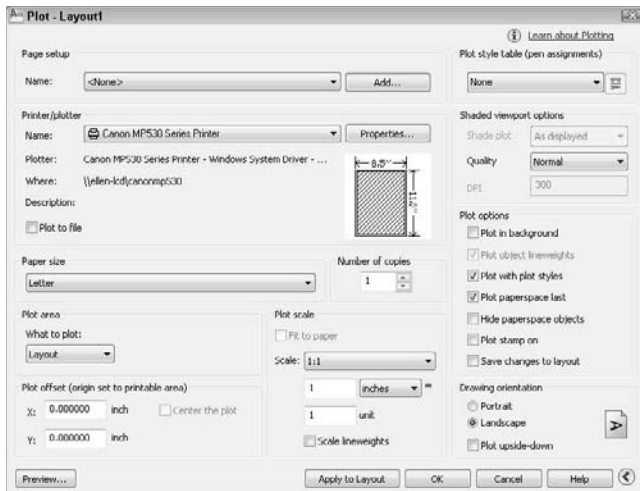 Plot - Layout1
Learn about Plotting
Page setup
Name: <None> Add...
Plot style table (pen assignments)
None
Printer/plotter
Name: Canon MP530 Series Printer Properties...
Plotter: Canon MP530 Series Printer - Windows System Driver - ...
Where: \\ellen-lcd\canonmp530
Description:
Plot to file
8.5"
Shaded viewport options
Shade plot As displayed
Quality Normal
DPI 300
Paper size
Letter
Number of copies
1
Plot options
Plot in background
Plot object lineweights
Plot with plot styles
Plot paperspace last
Hide paperspace objects
Plot stamp on
Save changes to layout
Plot area
What to plot:
Layout
Plot scale
Fit to paper
Scale: 1:1
1 inches =
1 unit
Scale lineweights
Plot offset (origin set to printable area)
X: 0.000000 inch Center the plot
Y: 0.000000 inch
Drawing orientation
Portrait
Landscape
Plot upside-down
A
Preview... Apply to Layout OK Cancel Help